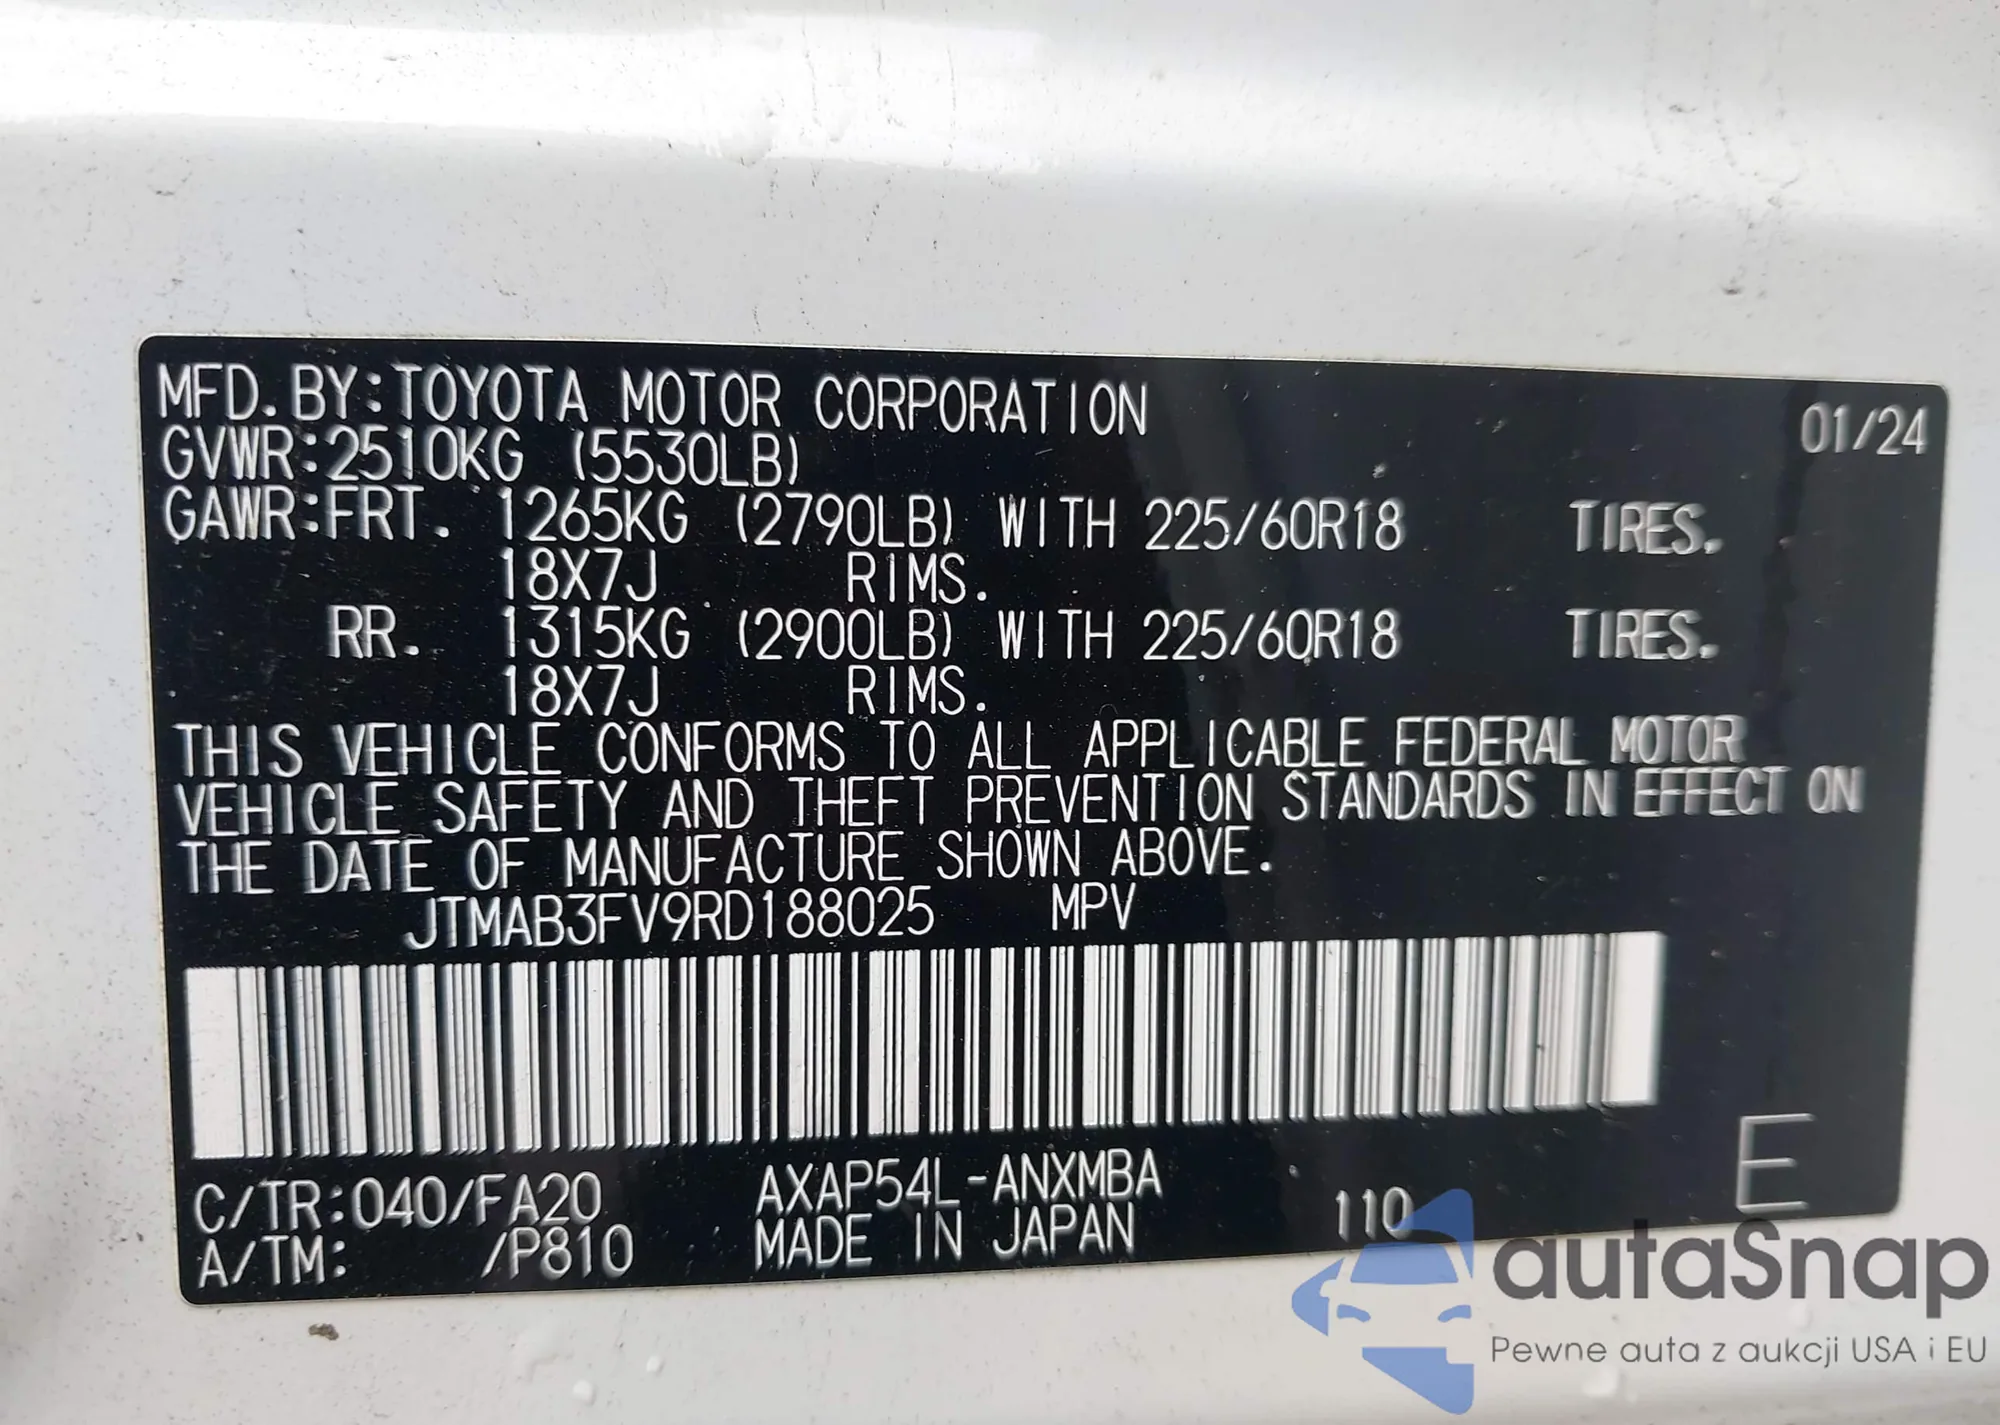 MFD. BY:TOYOTA MOTOR CORPORATION 01/24
GVWR:2510KG (5530LB)
GAWR:FRT. 1265KG (2790LB) WITH 225/60R18 TIRES.
18X7J RIMS.
RR. 1315KG (2900LB) WITH 225/60R18 TIRES.
18X7J RIMS.
THIS VEHICLE CONFORMS TO ALL APPLICABLE FEDERAL MOTOR
VEHICLE SAFETY AND THEFT PREVENTION STANDARDS IN EFFECT ON
THE DATE OF MANUFACTURE SHOWN ABOVE.
JTMAB3FV9RD188025 MPV
C/TR:040/FA20 AXAP54L-ANXMBA 110 E
A/TM: /P810 MADE IN JAPAN
autoSnap
Pewne auta z aukcji USA i EU